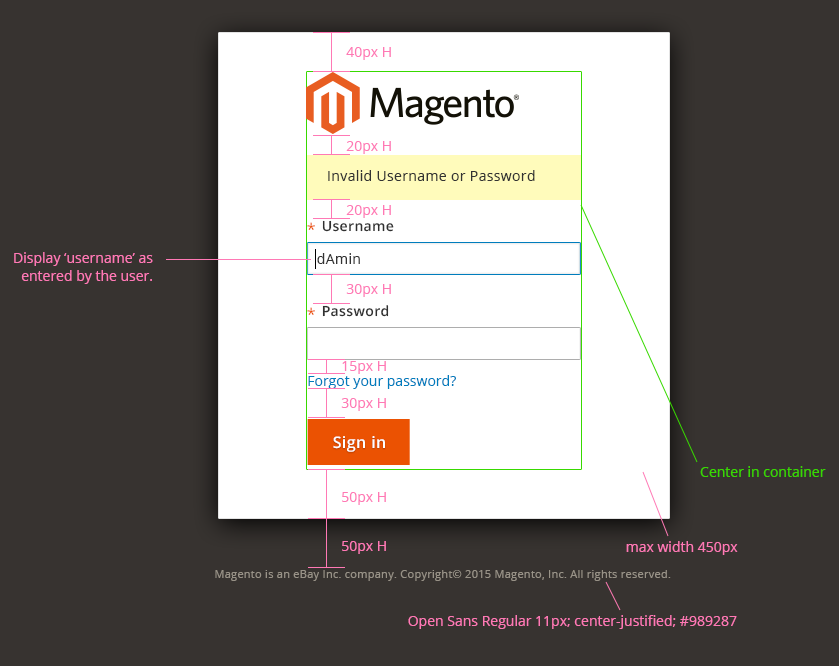 40px H
Magento®
20px H
Invalid Username or Password
20px H
* Username
Display ‘username’ as
entered by the user.
dAmin
30px H
* Password
15px H
Forgot your password?
30px H
Sign in
Center in container
50px H
50px H
max width 450px
Magento is an eBay Inc. company. Copyright© 2015 Magento, Inc. All rights reserved.
Open Sans Regular 11px; center-justified; #989287